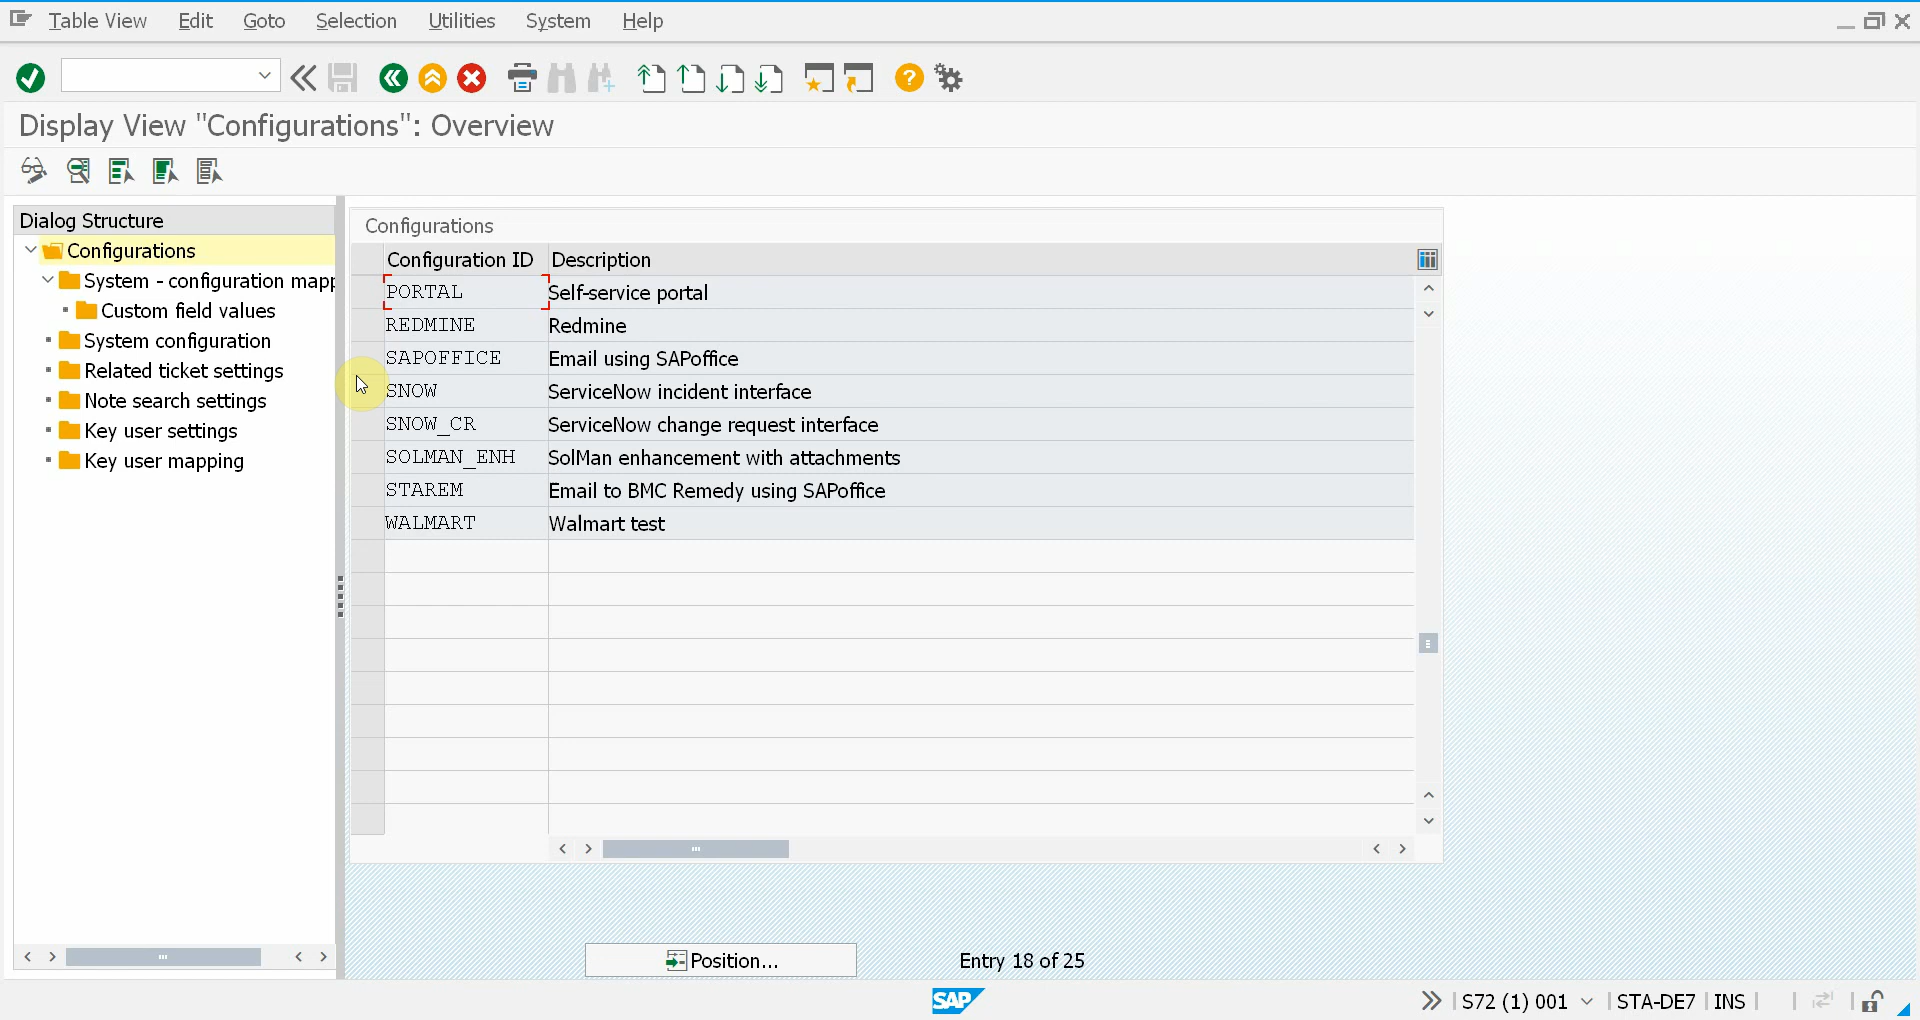 Table View Edit Goto Selection Utilities System Help
Display View "Configurations": Overview
Dialog Structure
Configurations
System - configuration mapp
Custom field values
System configuration
Related ticket settings
Note search settings
Key user settings
Key user mapping
Configurations
Configuration ID Description
PORTAL Self-service portal
REDMINE Redmine
SAPOFFICE Email using SAPoffice
SNOW ServiceNow incident interface
SNOW_CR ServiceNow change request interface
SOLMAN_ENH SolMan enhancement with attachments
STAREM Email to BMC Remedy using SAPoffice
WALMART Walmart test
Position... Entry 18 of 25
SAP S72 (1) 001 STA-DE7 INS